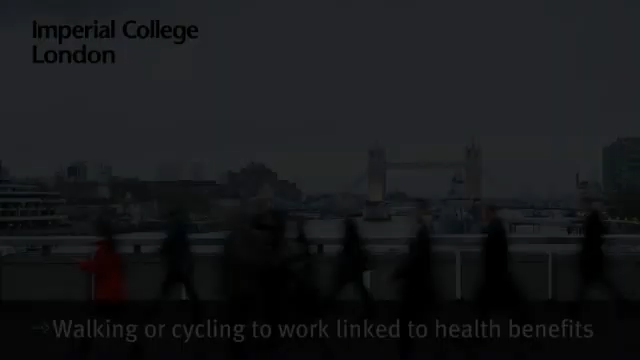 Imperial College
London
Walking or cycling to work linked to health benefits